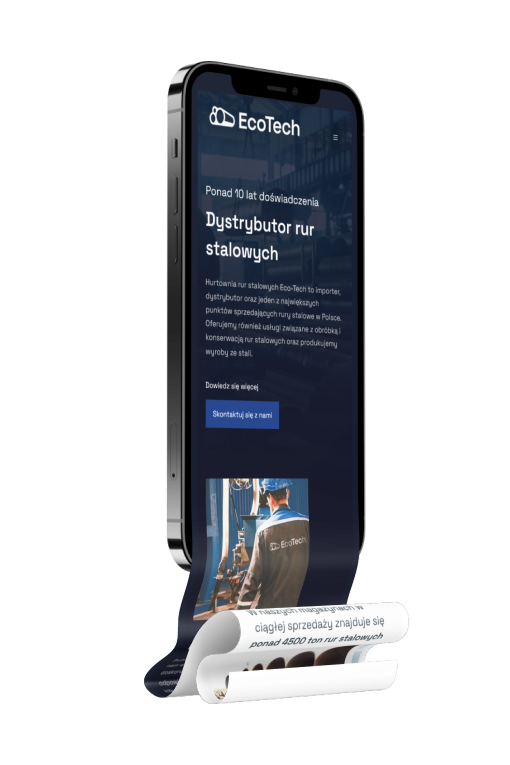 EcoTech
Ponad 10 lat doświadczenia
Dystrybutor rur
stalowych
Hurtownia rur stalowych Eco-Tech to importer,
dystrybutor oraz jeden z największych
punktów sprzedających rury stalowe w Polsce.
Oferujemy również usługi związane z obróbką i
konserwacją rur stalowych oraz produkujemy
wyroby ze stali.
Dowiedz się więcej
Skontaktuj się z nami
EcoTech
W naszych magazynach w
ciągłej sprzedaży znajduje się
ponad 4500 ton rur stalowych